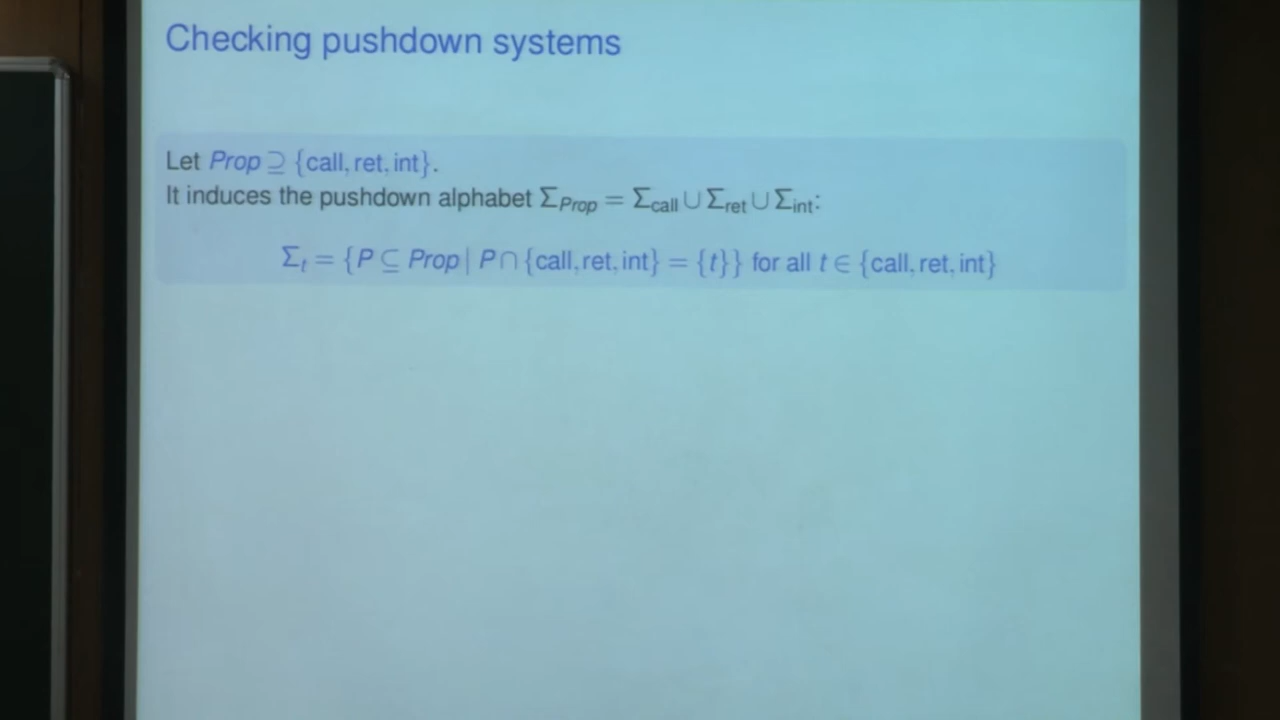 Checking pushdown systems
Let Prop ⊇ {call, ret, int}.
It induces the pushdown alphabet Σ_Prop = Σ_call ∪ Σ_ret ∪ Σ_int:
Σ_t = {P ⊆ Prop | P ∩ {call, ret, int} = {t}} for all t ∈ {call, ret, int}